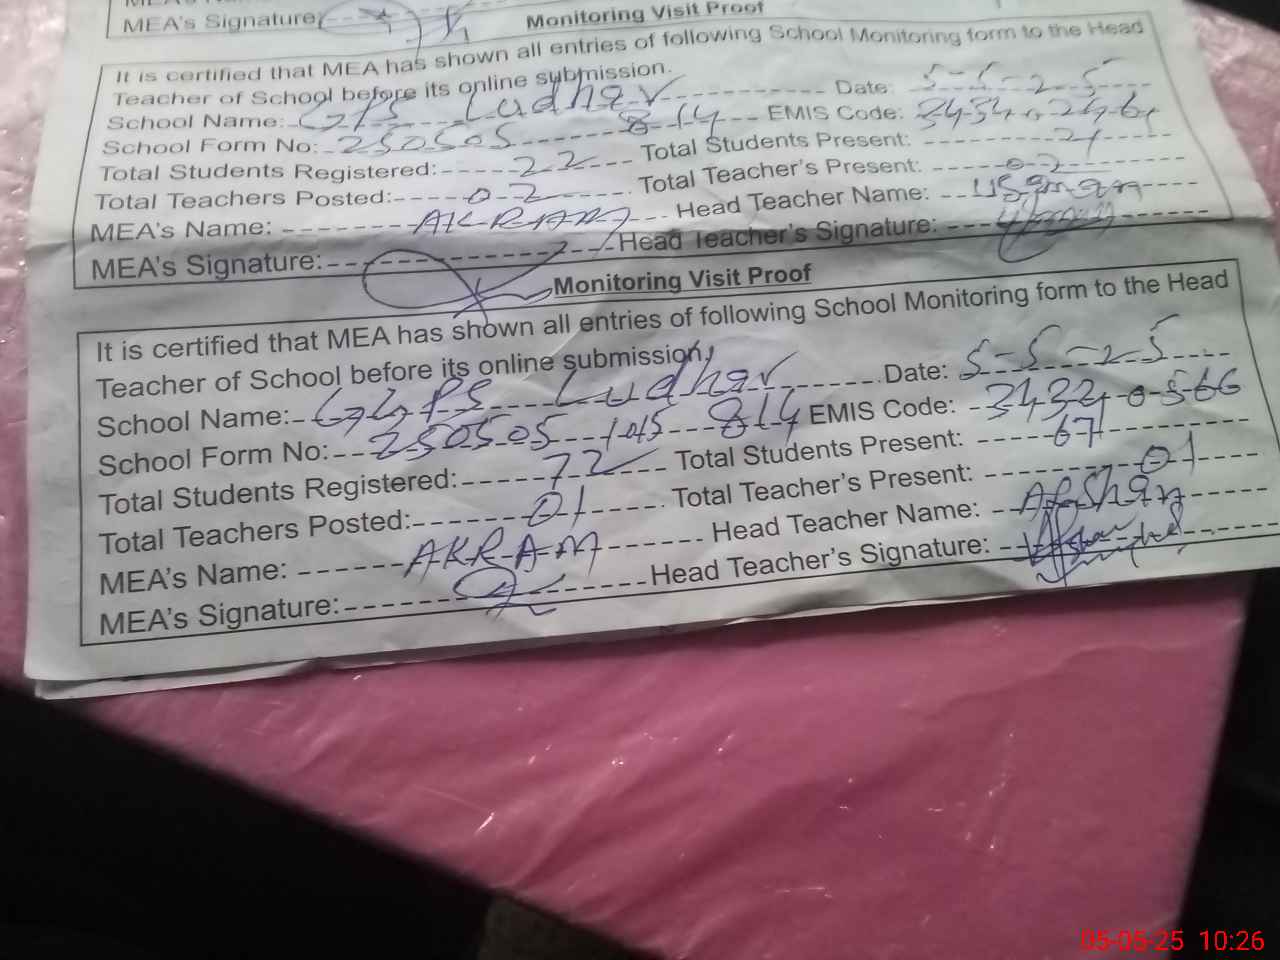 MEA's Signature
Monitoring Visit Proof
It is certified that MEA has shown all entries of following School Monitoring form to the Head
Teacher of School before its online submission. Date: 5-5-25
School Name: GPS Ludhar EMIS Code:
School Form No: 250505 814 Total Students Present: 21
Total Students Registered: 22 Total Teacher's Present: 02
Total Teachers Posted: 02 Head Teacher Name: Usman
MEA's Name: AKRAM Head Teacher's Signature:
MEA's Signature:
Monitoring Visit Proof
It is certified that MEA has shown all entries of following School Monitoring form to the Head
Teacher of School before its online submission, Date: 5-5-25
School Name: GGPS Ludhar EMIS Code: 34324-0-566
School Form No: 250505 1015 814 Total Students Present: 67
Total Students Registered: 72 Total Teacher's Present: 01
Total Teachers Posted: 01 Head Teacher Name: Afshan
MEA's Name: AKRAM Head Teacher's Signature:
MEA's Signature:
05-05-25 10:26